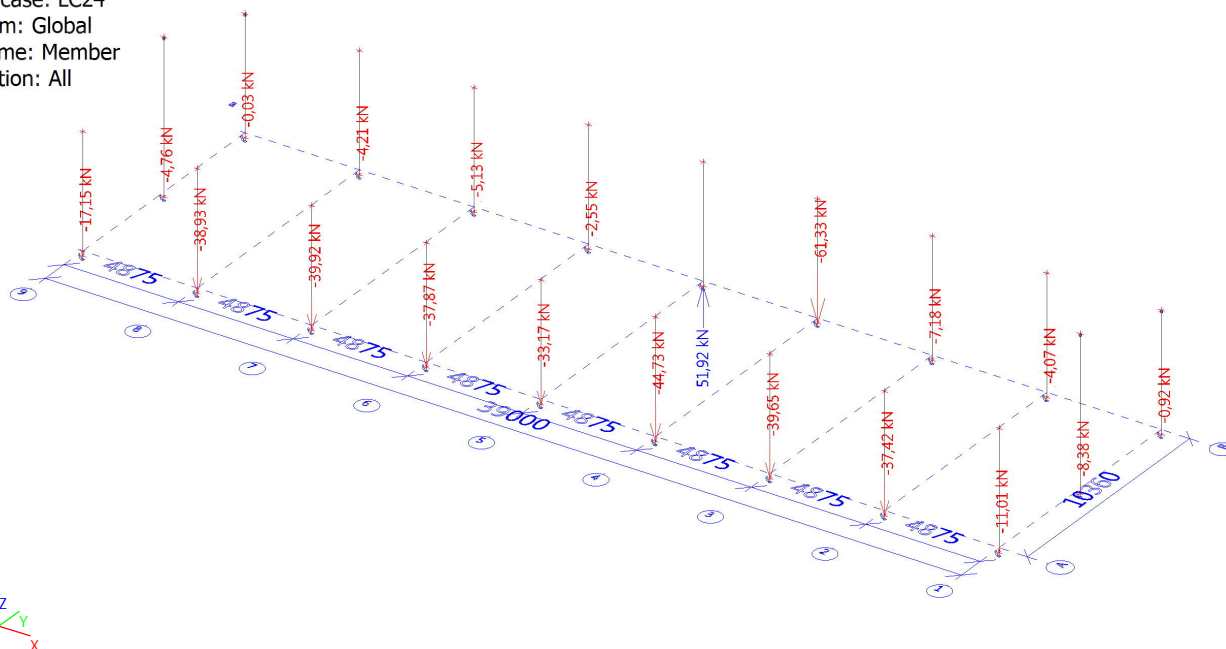 case: LC24
m: Global
me: Member
tion: All
-0,03 kN
-4,76 kN
-4,21 kN
-5,13 kN
-2,55 kN
-17,15 kN
-38,93 kN
-39,92 kN
-37,87 kN
-33,17 kN
-44,73 kN
51,92 kN
-61,33 kN
-7,18 kN
-4,07 kN
-0,92 kN
-39,65 kN
-37,42 kN
-8,38 kN
-11,01 kN
4875
4875
4875
4875
4875
4875
4875
4875
39000
10360
9
8
7
6
5
4
3
2
1
A
B
Z
Y
X